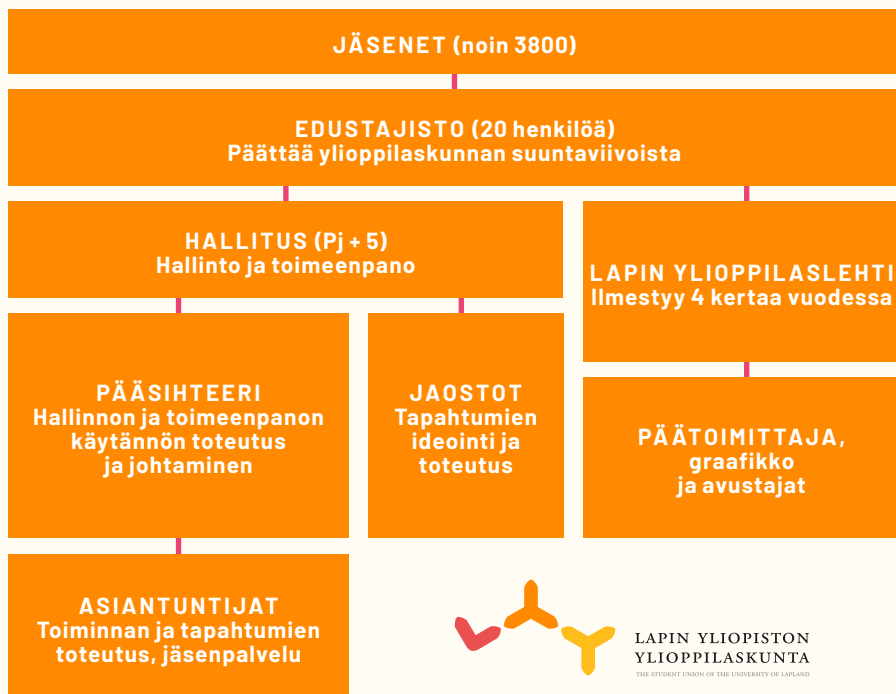 JÄSENET (noin 3800)
EDUSTAJISTO (20 henkilöä)
Päättää ylioppilaskunnan suuntaviivoista
HALLITUS (Pj + 5)
Hallinto ja toimeenpano
LAPIN YLIOPPILASLEHTI
Ilmestyy 4 kertaa vuodessa
PÄÄSIHTEERI
Hallinnon ja toimeenpanon
käytännön toteutus
ja johtaminen
JAOSTOT
Tapahtumien
ideointi ja
toteutus
PÄÄTOIMITTAJA,
graafikko
ja avustajat
ASIANTUNTIJAT
Toiminnan ja tapahtumien
toteutus, jäsenpalvelu
LAPIN YLIOPISTON
YLIOPPILASKUNTA
THE STUDENT UNION OF THE UNIVERSITY OF LAPLAND